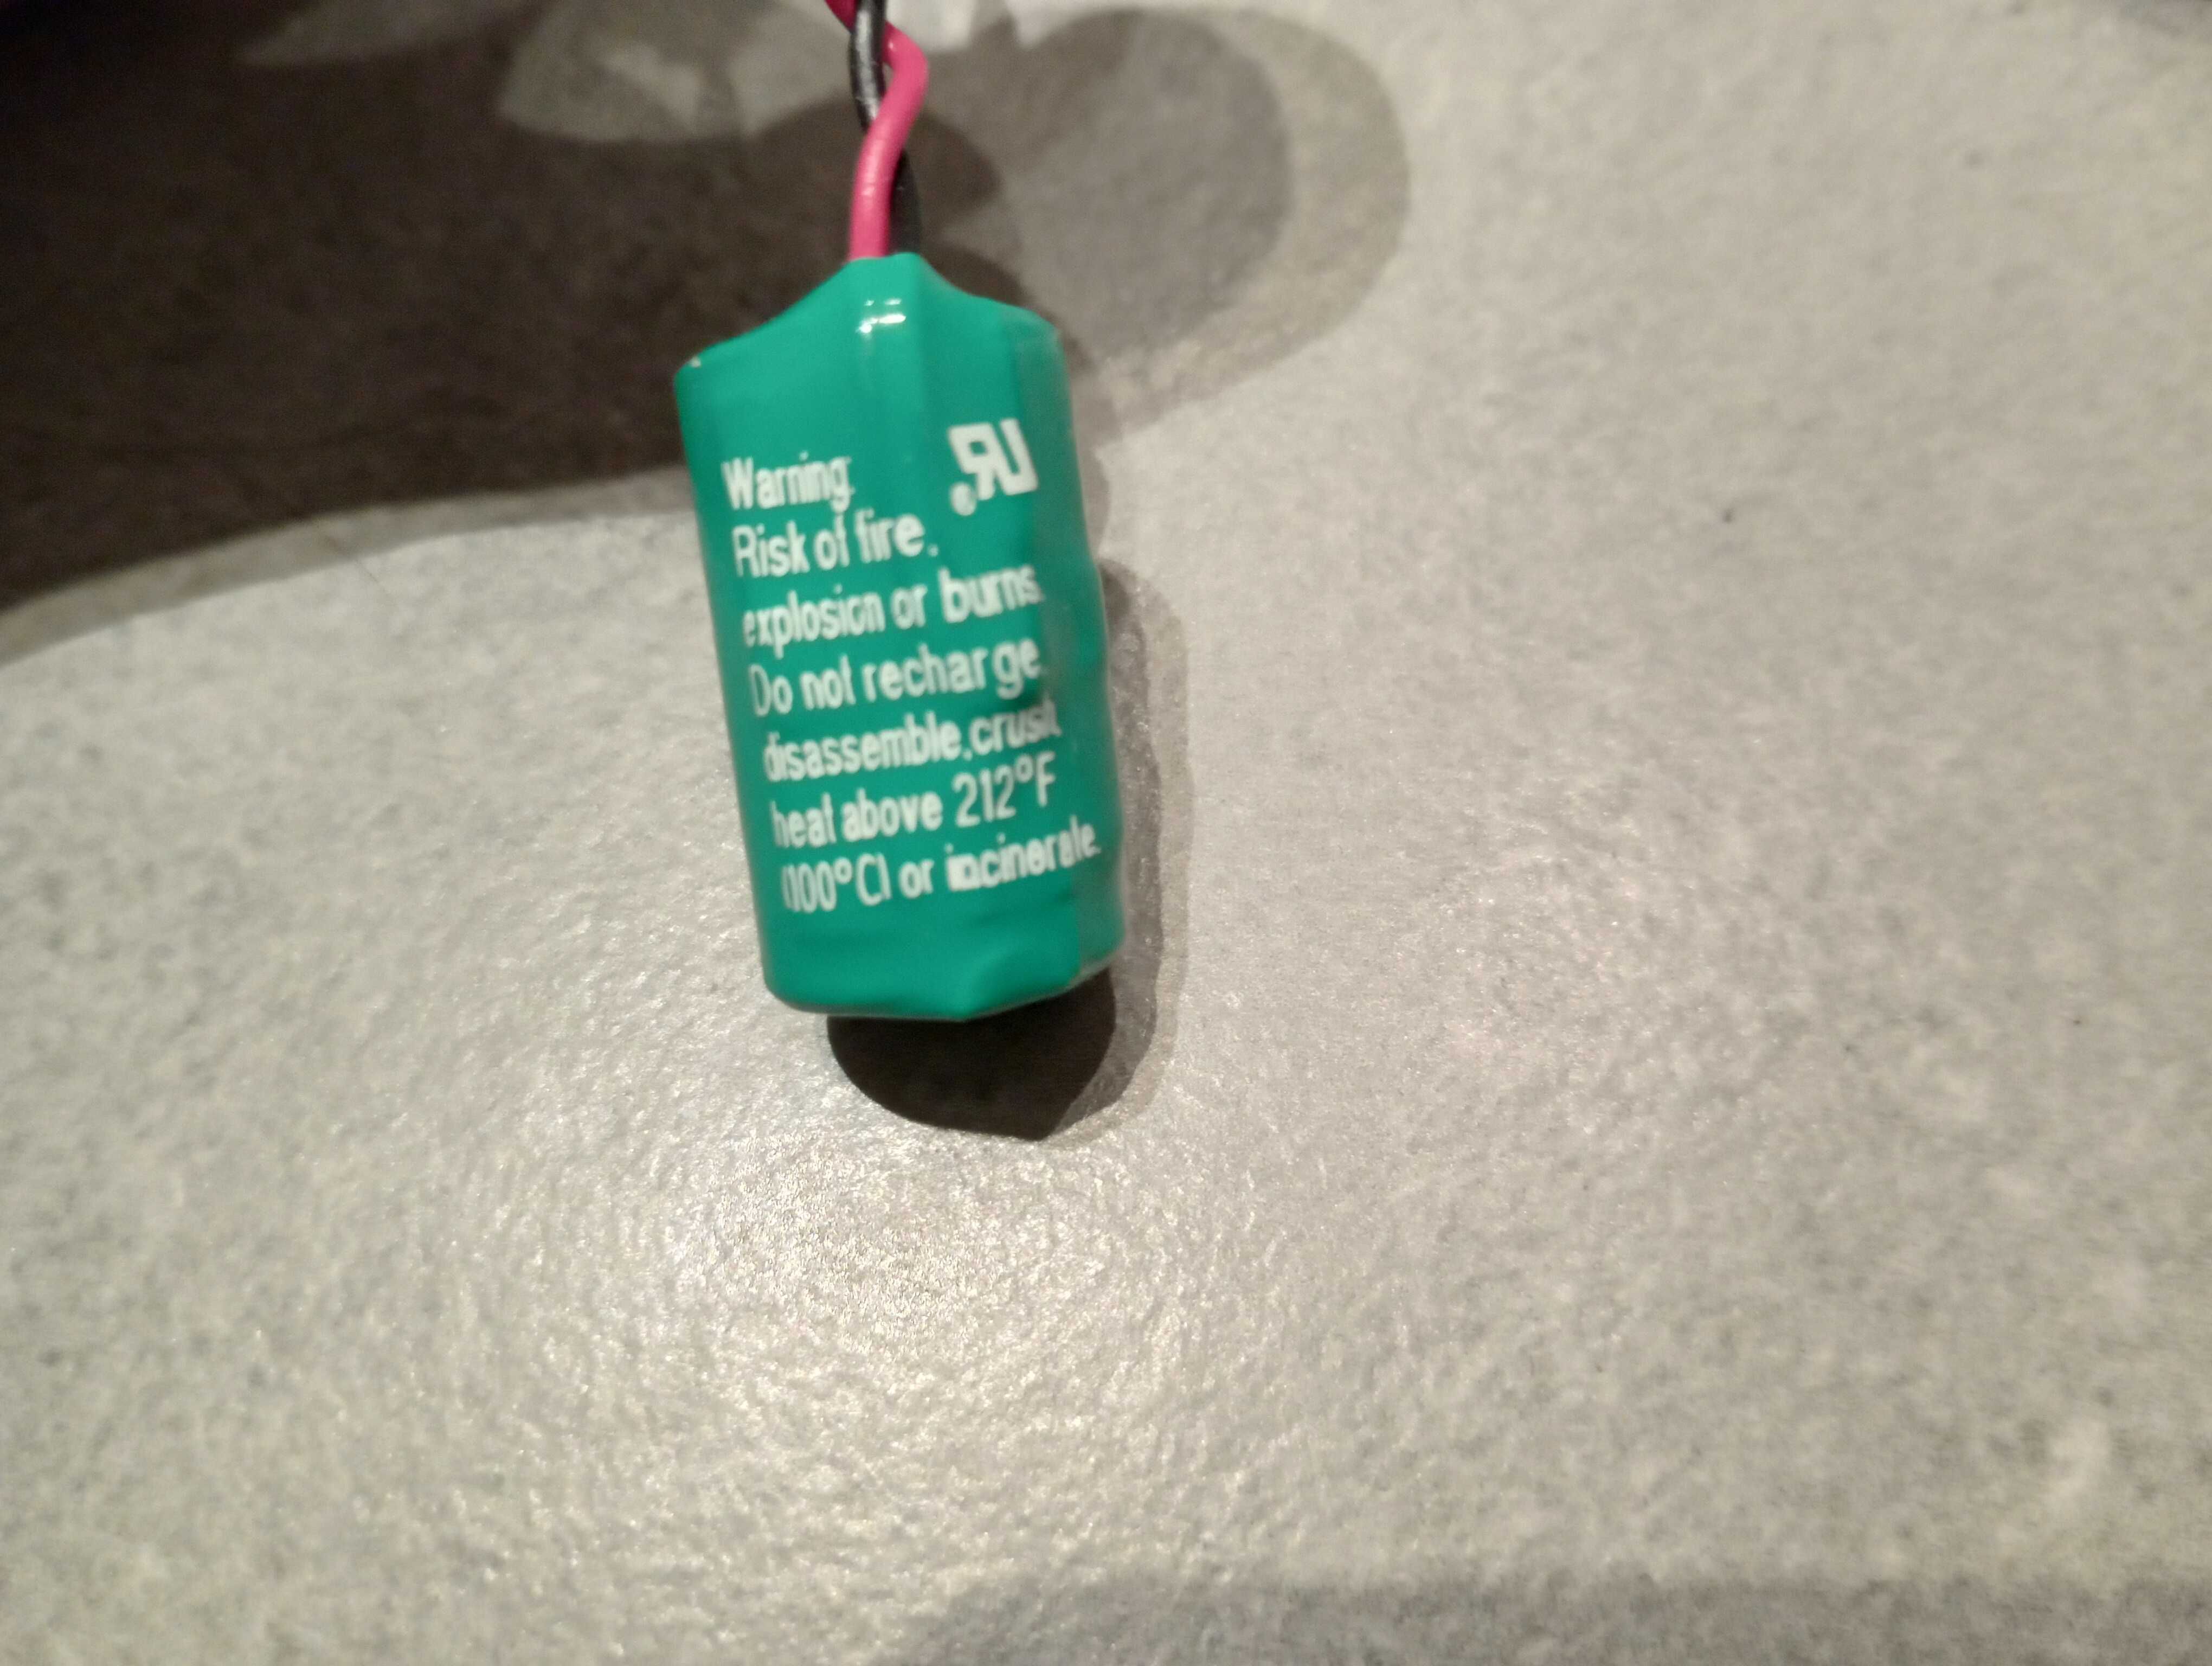 Warning:
Risk of fire.
explosion or burns.
Do not recharge.
disassemble,crush,
heat above 212°F
(100°C) or incinerate.